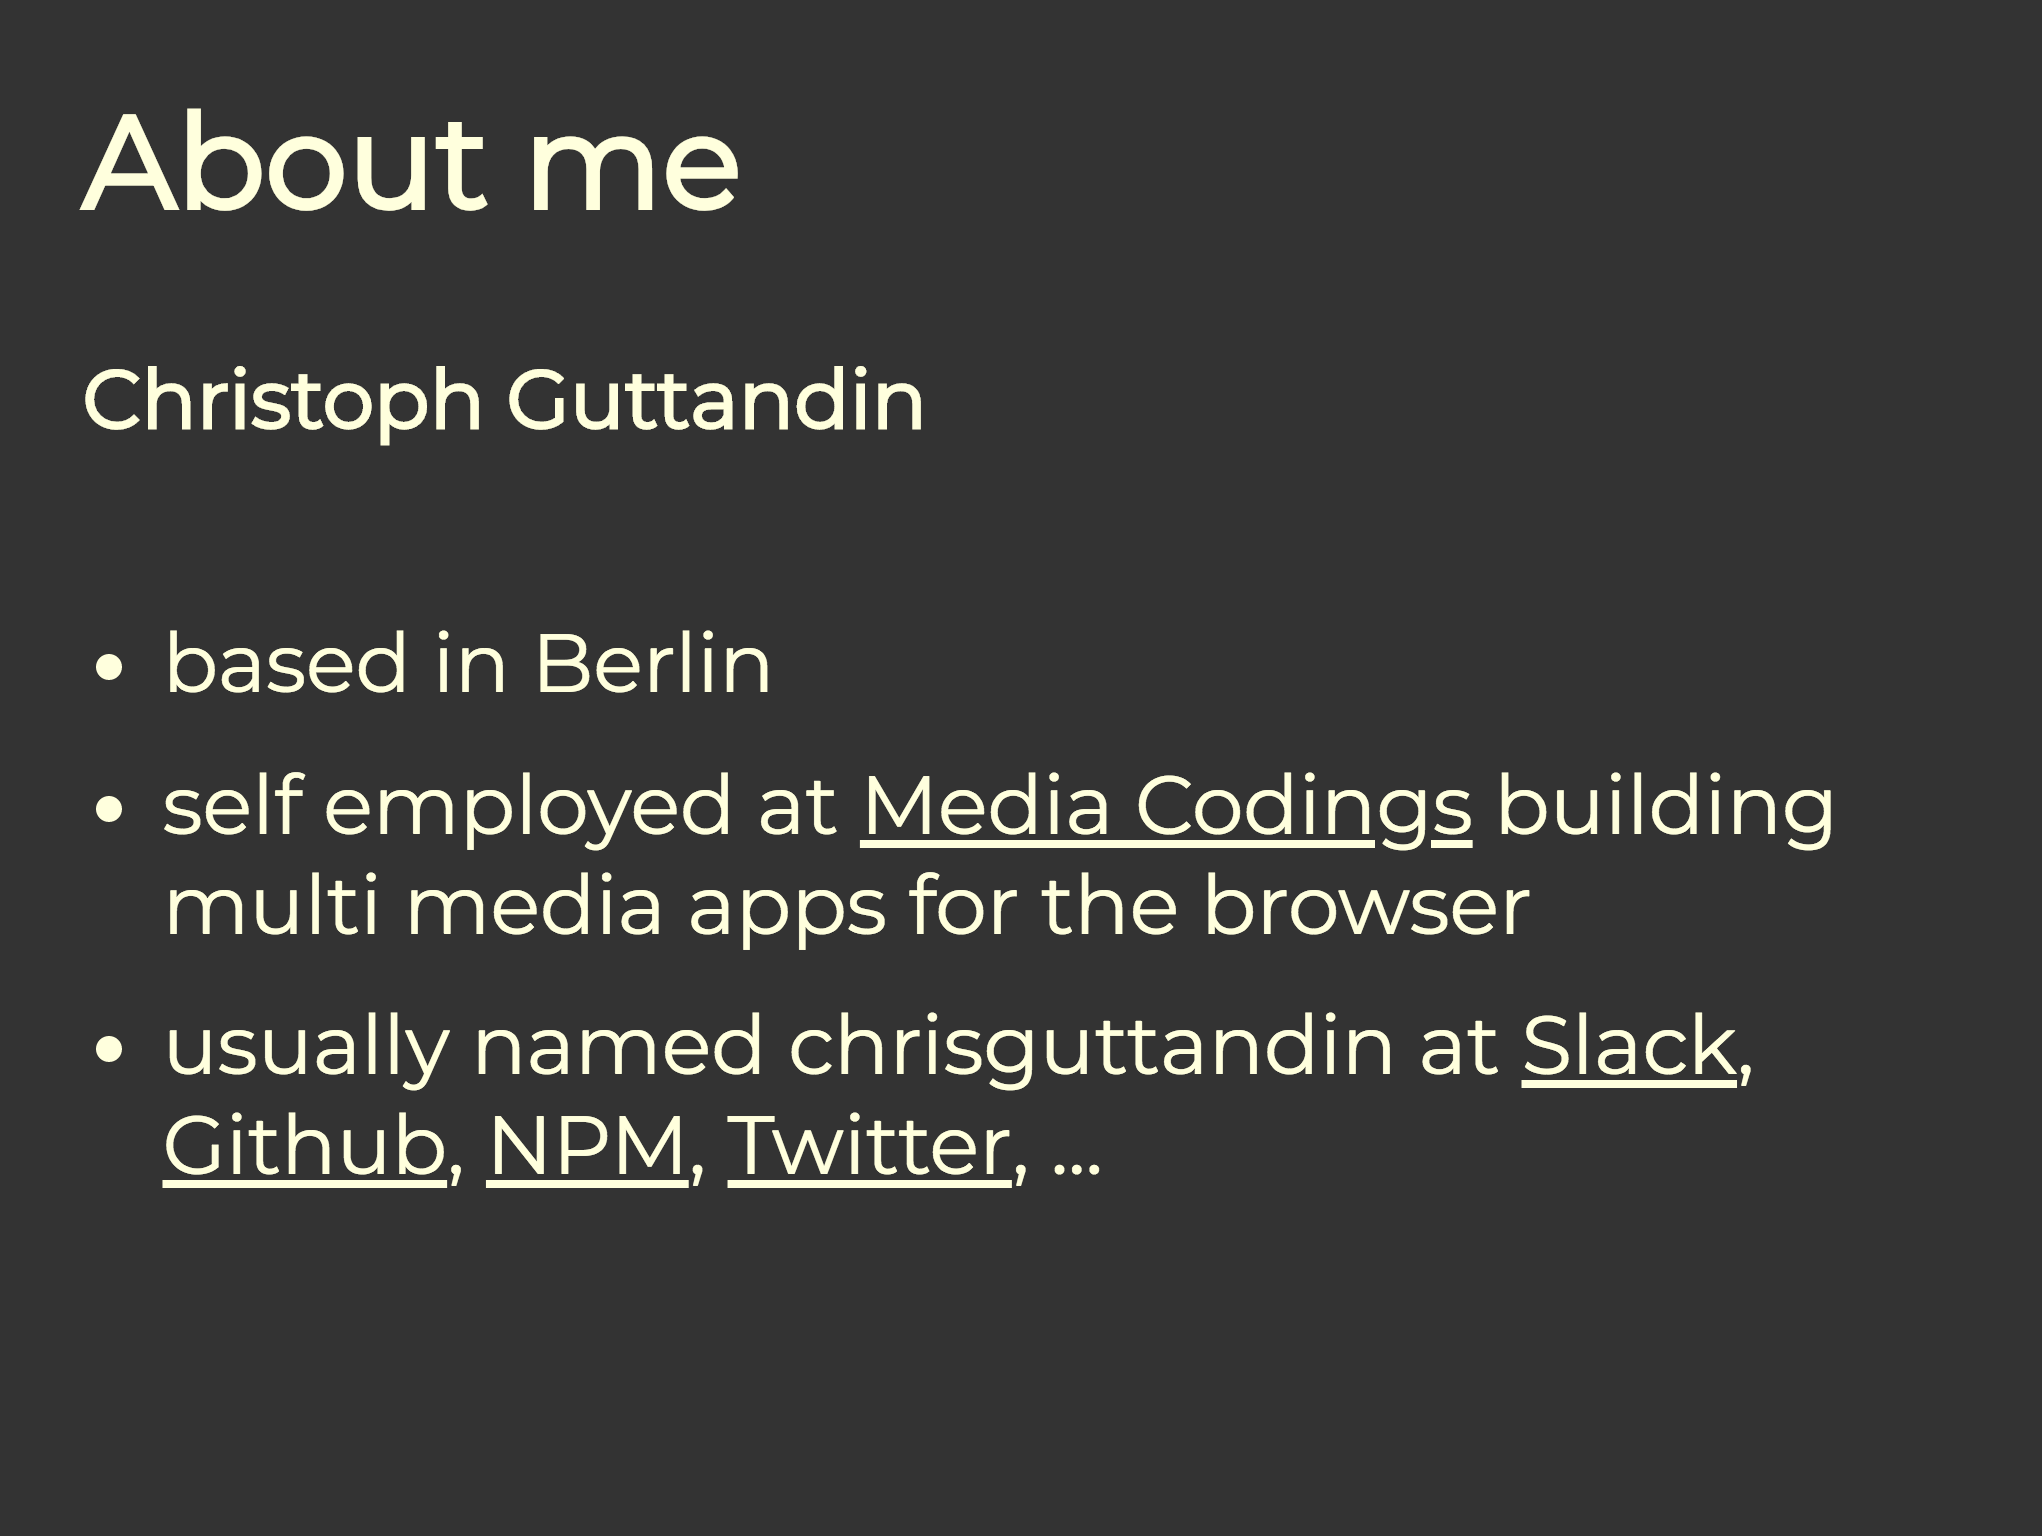 About me
Christoph Guttandin
• based in Berlin
• self employed at Media Codings building
multi media apps for the browser
• usually named chrisguttandin at Slack,
Github, NPM, Twitter, ...